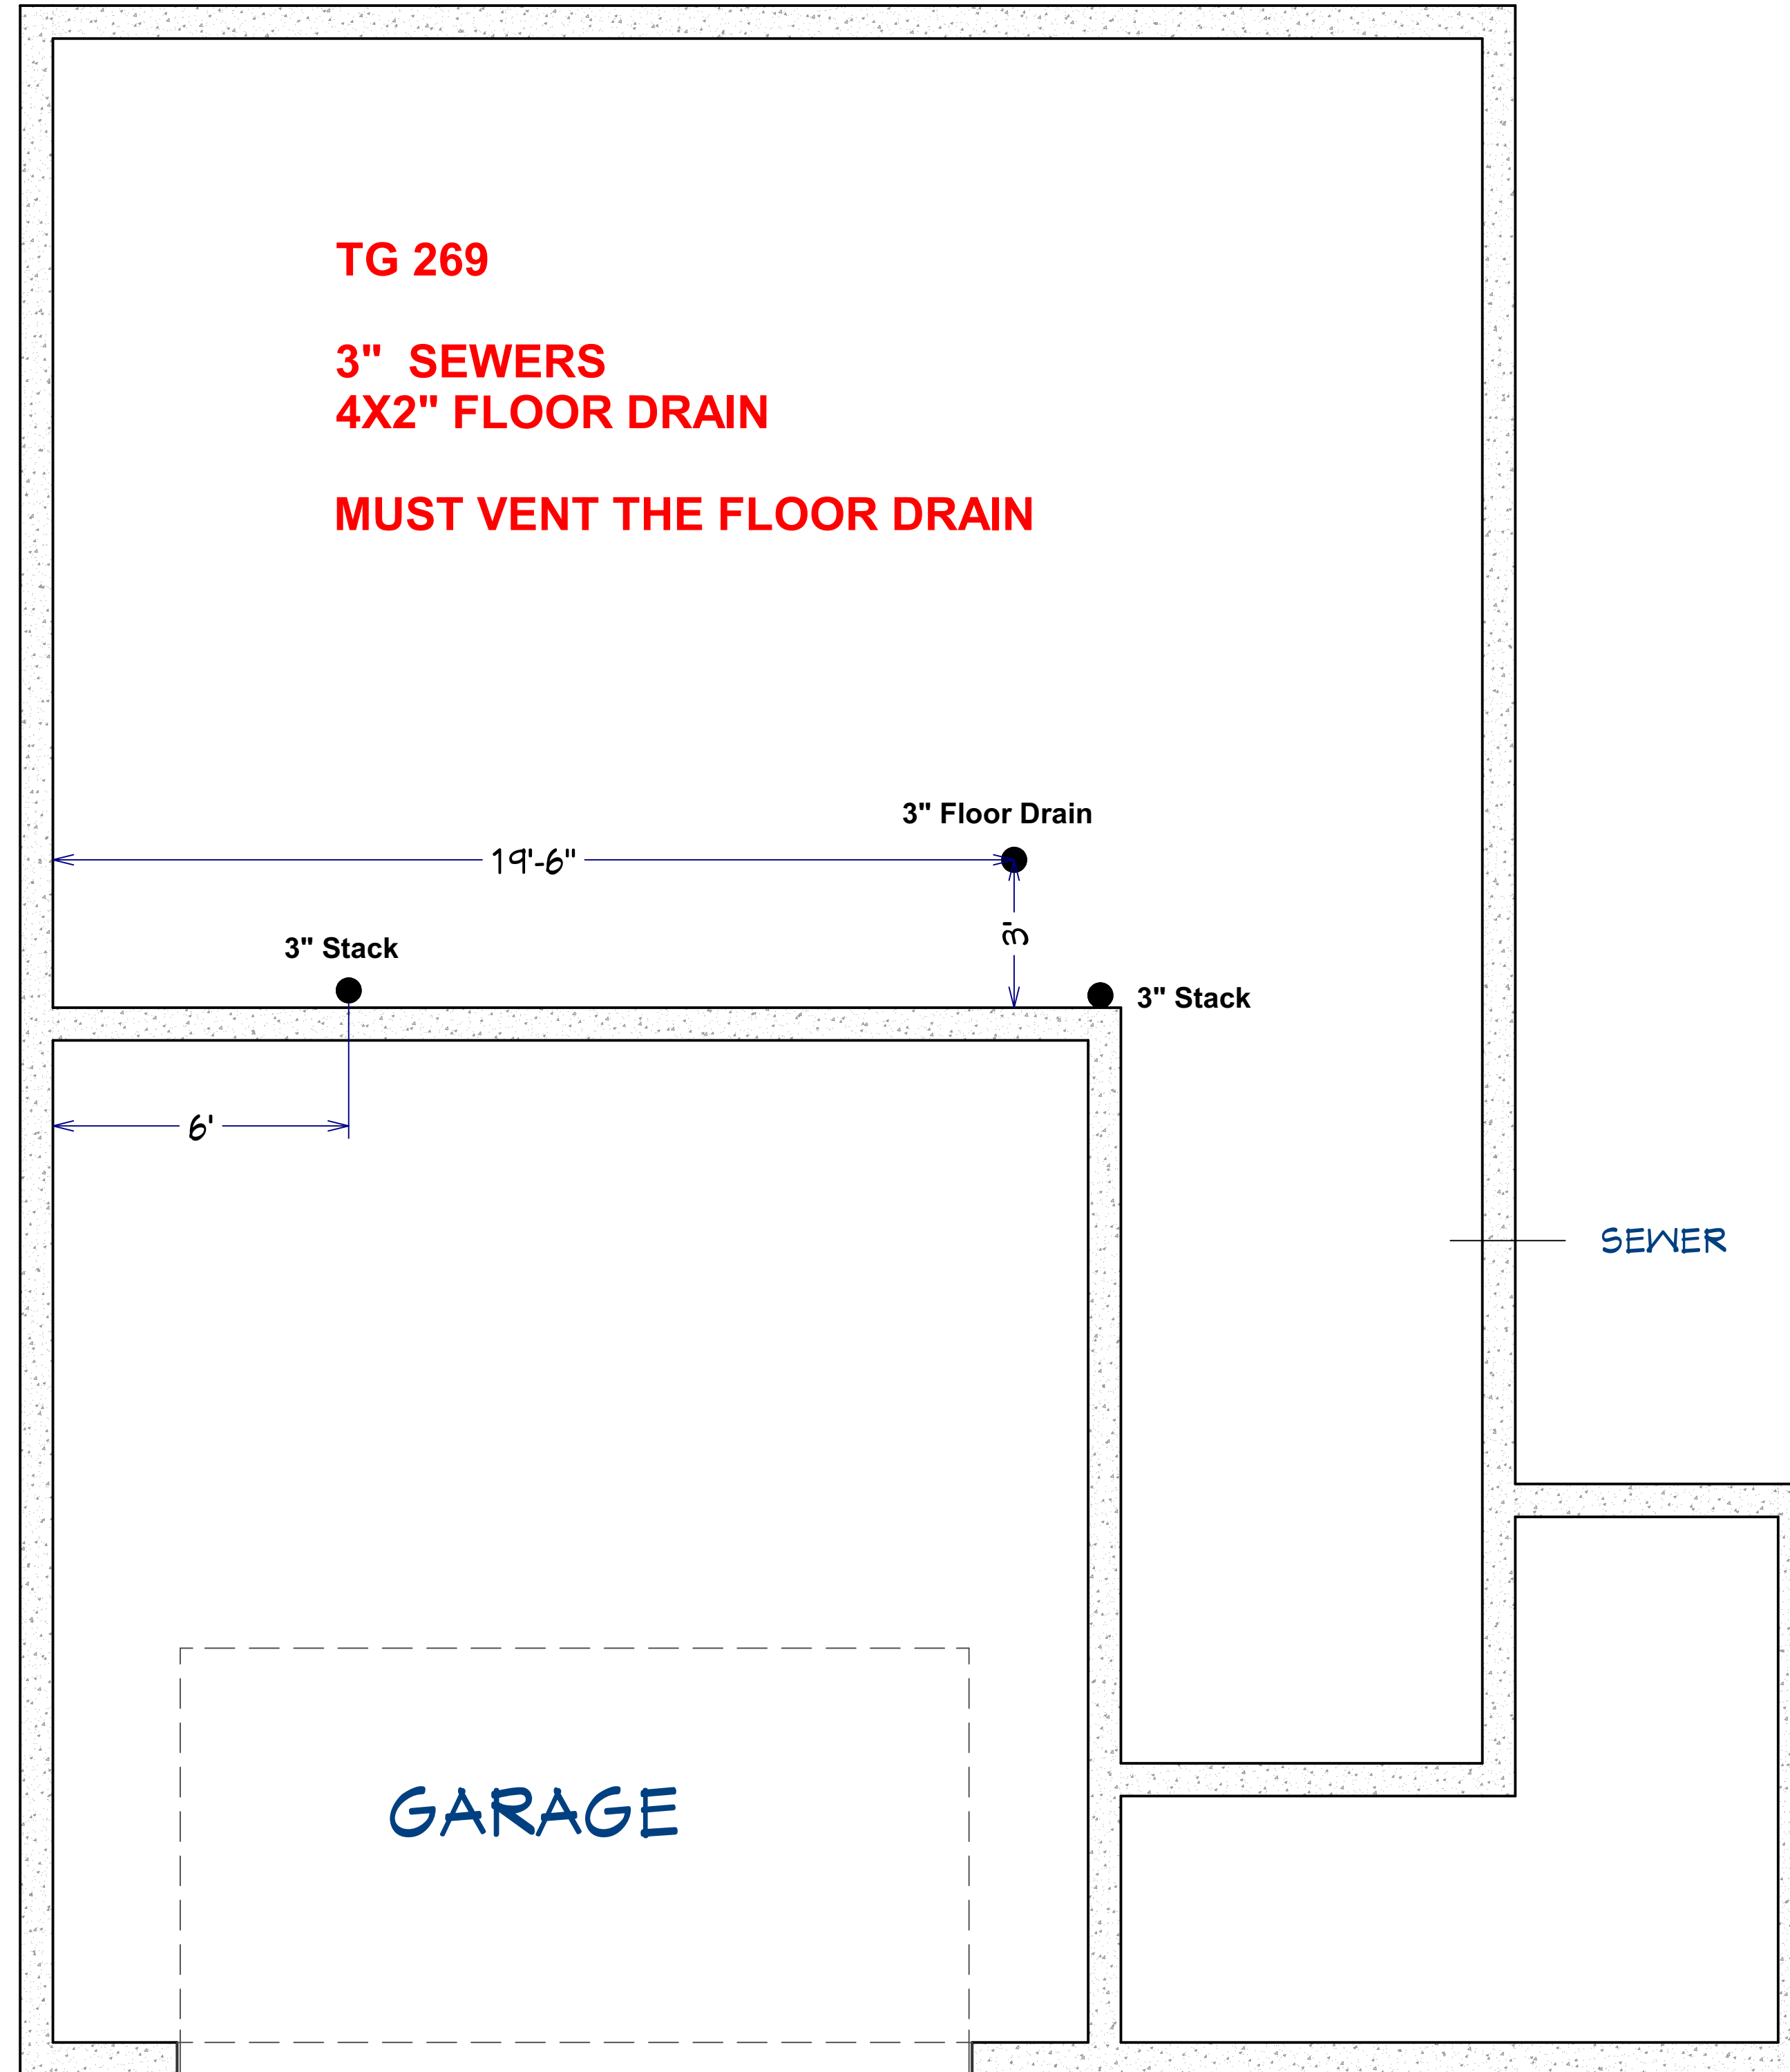 TG 269
3" SEWERS
4X2" FLOOR DRAIN
MUST VENT THE FLOOR DRAIN
3" Floor Drain
19'-6"
3'
3" Stack
3" Stack
6'
SEWER
GARAGE